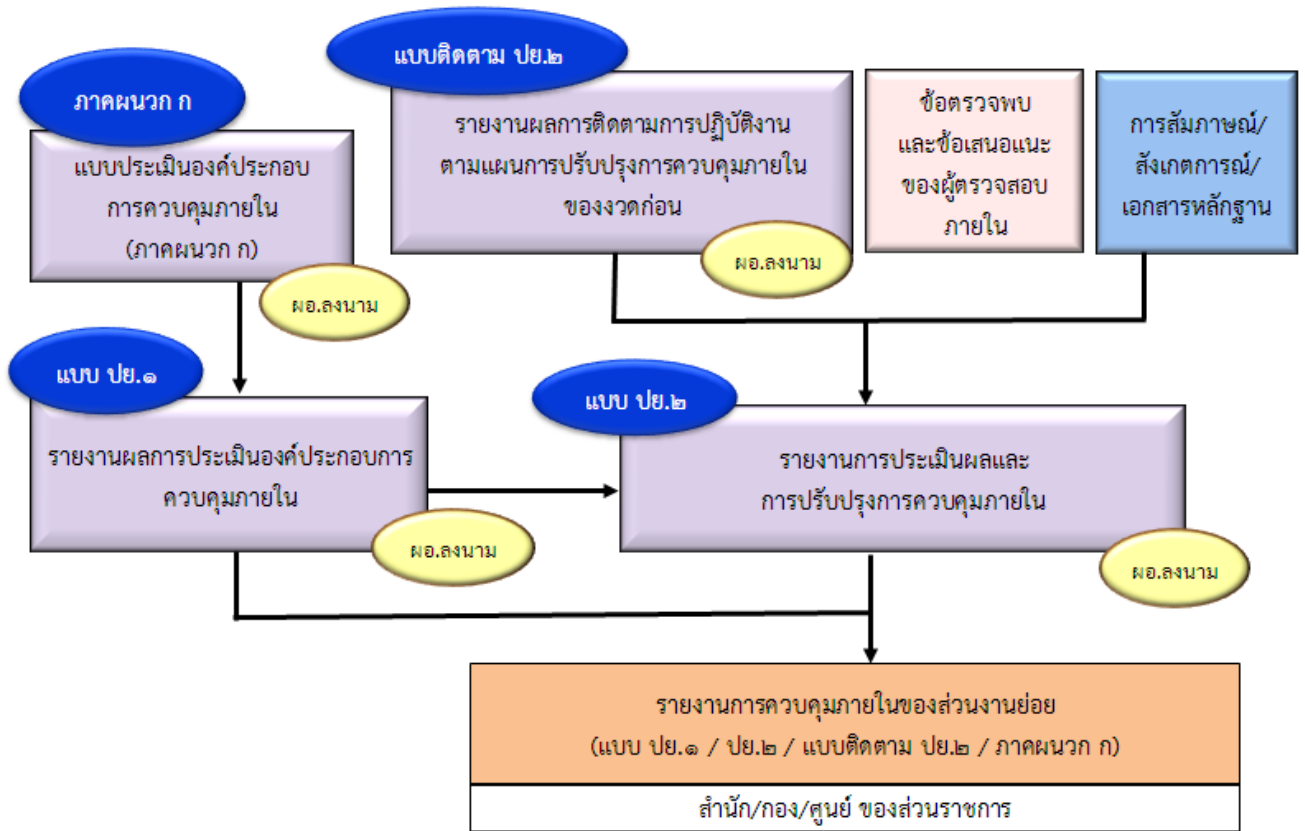 แบบติดตาม ปย.๒
ภาคผนวก ก
แบบประเมินองค์ประกอบ
การควบคุมภายใน
(ภาคผนวก ก)
ผอ.ลงนาม
รายงานผลการติดตามการปฏิบัติงาน
ตามแผนการปรับปรุงการควบคุมภายใน
ของงวดก่อน
ผอ.ลงนาม
ข้อตรวจพบ
และข้อเสนอแนะ
ของผู้ตรวจสอบ
ภายใน
การสัมภาษณ์/
สังเกตการณ์/
เอกสารหลักฐาน
แบบ ปย.๑
รายงานผลการประเมินองค์ประกอบการ
ควบคุมภายใน
ผอ.ลงนาม
แบบ ปย.๒
รายงานการประเมินผลและ
การปรับปรุงการควบคุมภายใน
ผอ.ลงนาม
รายงานการควบคุมภายในของส่วนงานย่อย
(แบบ ปย.๑ / ปย.๒ / แบบติดตาม ปย.๒ / ภาคผนวก ก)
สำนัก/กอง/ศูนย์ ของส่วนราชการ